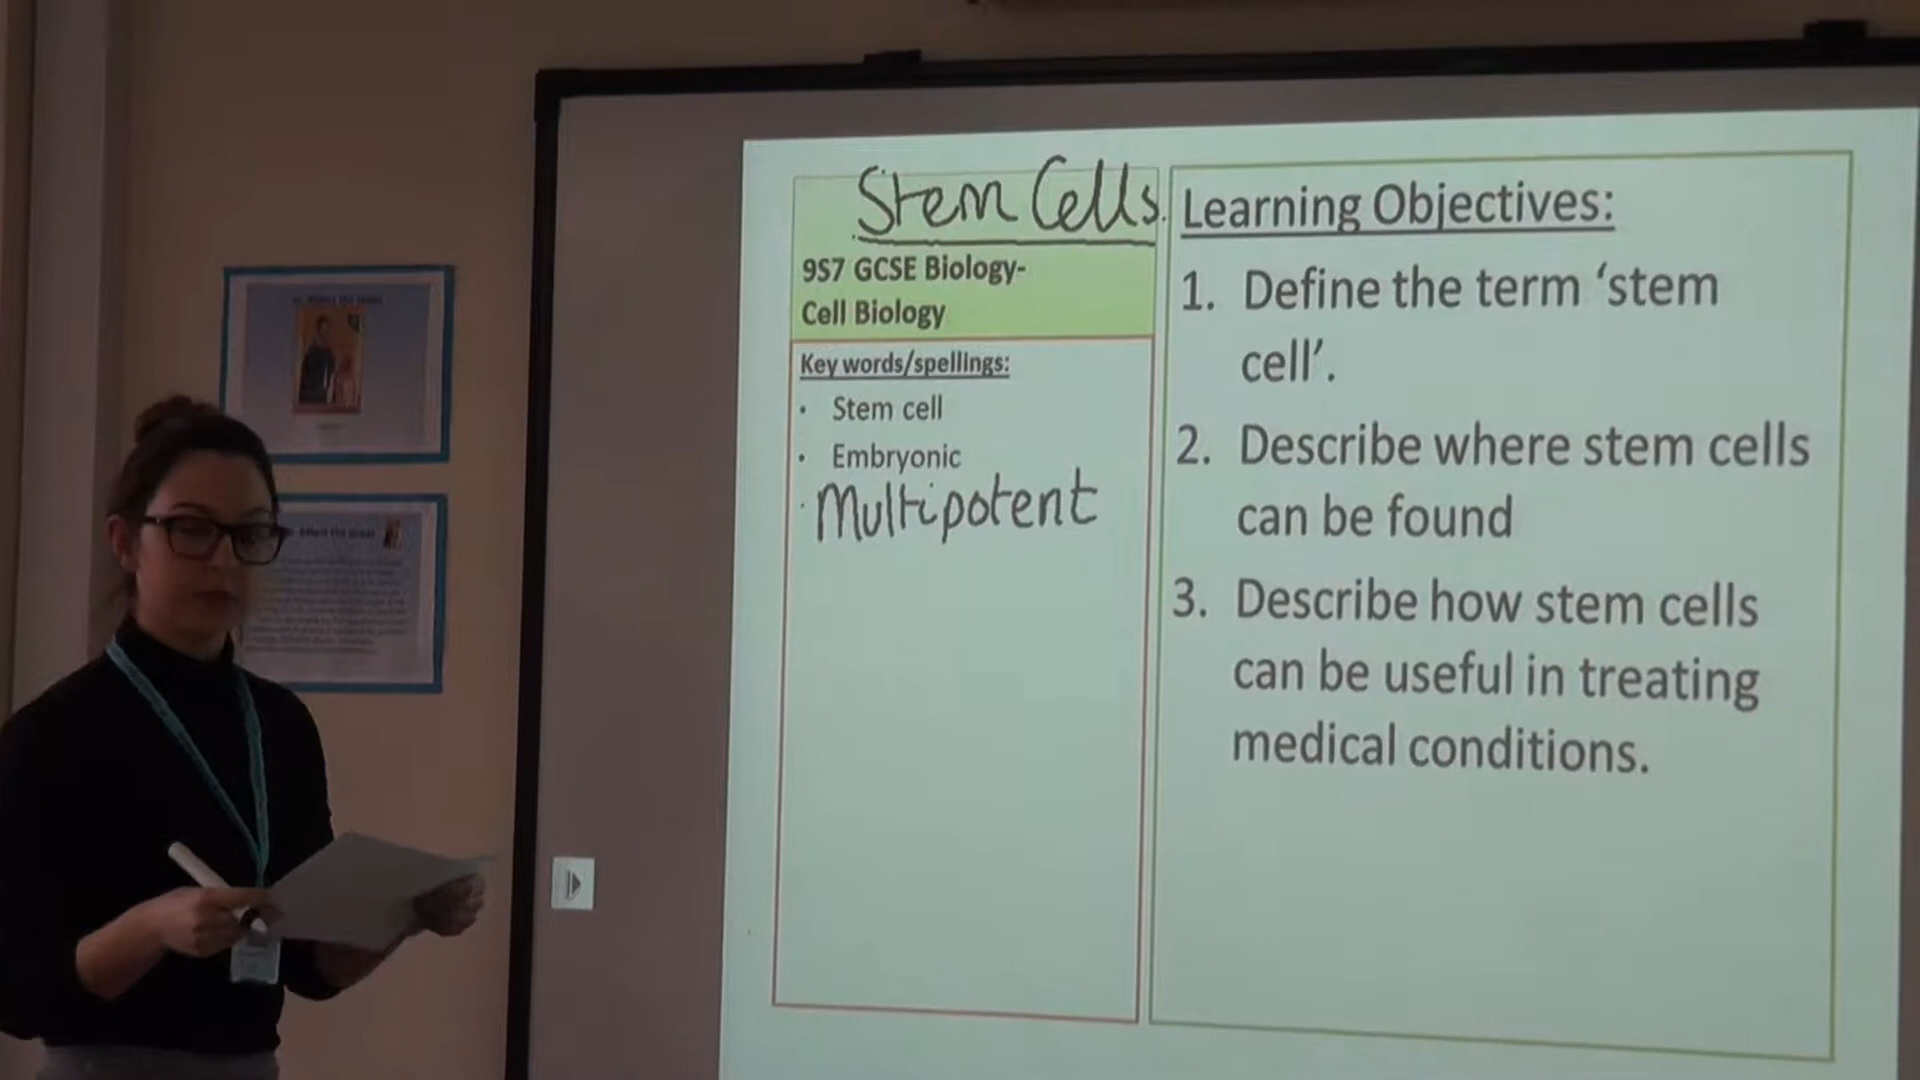 Stem Cells.
9S7 GCSE Biology-
Cell Biology
Key words/spellings:
• Stem cell
• Embryonic
• Multipotent
Learning Objectives:
1. Define the term ‘stem
cell’.
2. Describe where stem cells
can be found
3. Describe how stem cells
can be useful in treating
medical conditions.